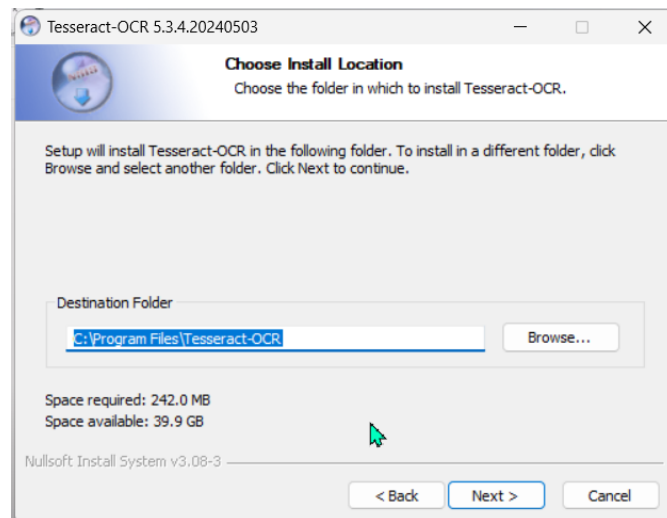 Tesseract-OCR 5.3.4.20240503
Choose Install Location
Choose the folder in which to install Tesseract-OCR.
Setup will install Tesseract-OCR in the following folder. To install in a different folder, click
Browse and select another folder. Click Next to continue.
Destination Folder
C:\Program Files\Tesseract-OCR
Browse...
Space required: 242.0 MB
Space available: 39.9 GB
Nullsoft Install System v3.08-3
< Back
Next >
Cancel